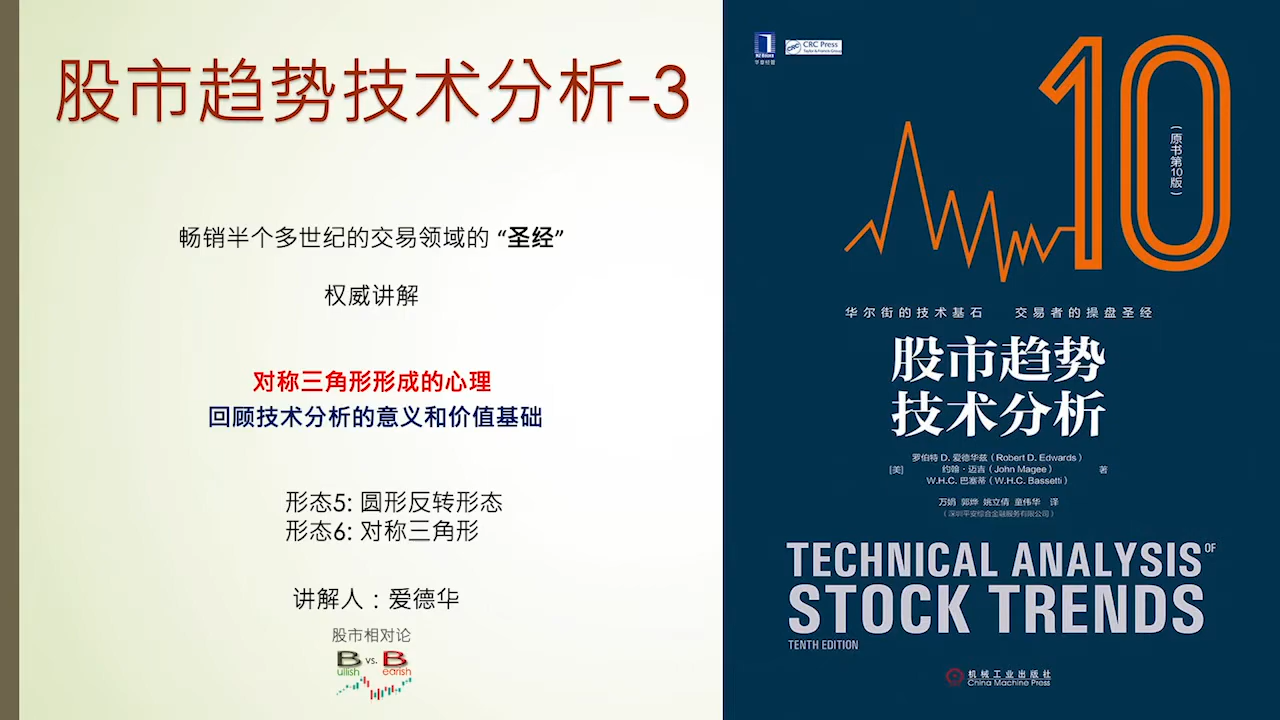 股市趋势技术分析-3
畅销半个多世纪的交易领域的 “圣经”
权威讲解
对称三角形形成的心理
回顾技术分析的意义和价值基础
形态5: 圆形反转形态
形态6: 对称三角形
讲解人：爱德华
股市相对论
Bullish vs. Bearish
华章经管
CRC Press
Taylor & Francis Group
10
（原书第10版）
华尔街的技术基石 交易者的操盘圣经
股市趋势
技术分析
罗伯特 D. 爱德华兹（Robert D. Edwards）
[美] 约翰·迈吉（John Magee） 著
W.H.C. 巴塞蒂（W.H.C. Bassetti）
万娟 郭烨 姚立倩 童伟华 译
（深圳平安综合金融服务有限公司）
TECHNICAL ANALYSIS OF
STOCK TRENDS
TENTH EDITION
机械工业出版社
China Machine Press